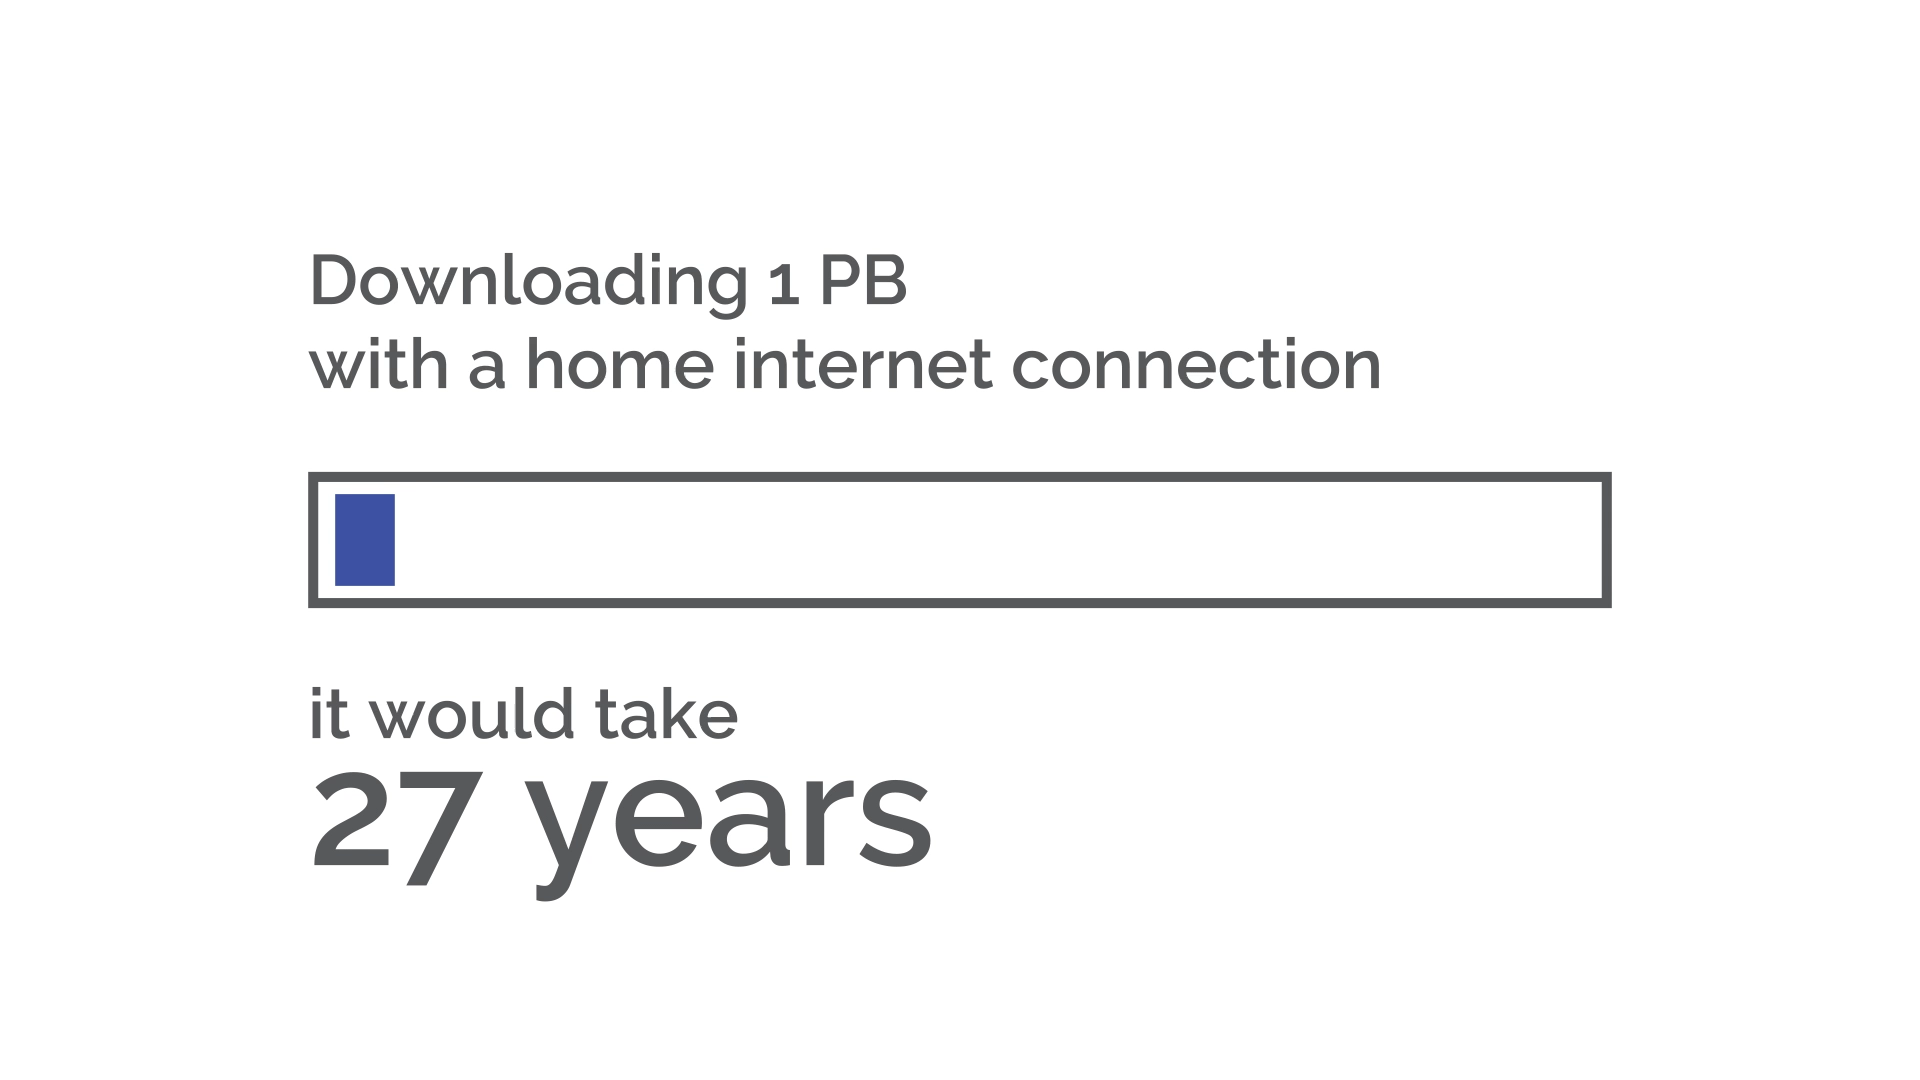 Downloading 1 PB
with a home internet connection
it would take
27 years